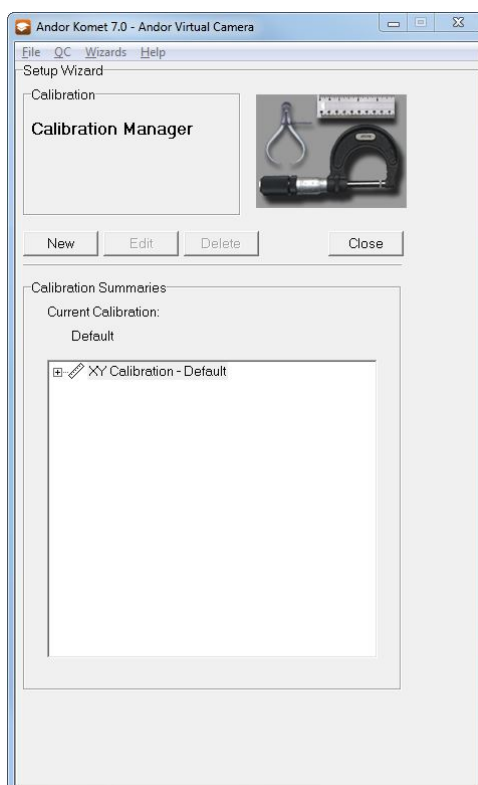 Andor Komet 7.0 - Andor Virtual Camera
File QC Wizards Help
Setup Wizard
Calibration
Calibration Manager
New Edit Delete Close
Calibration Summaries
Current Calibration:
Default
XY Calibration - Default